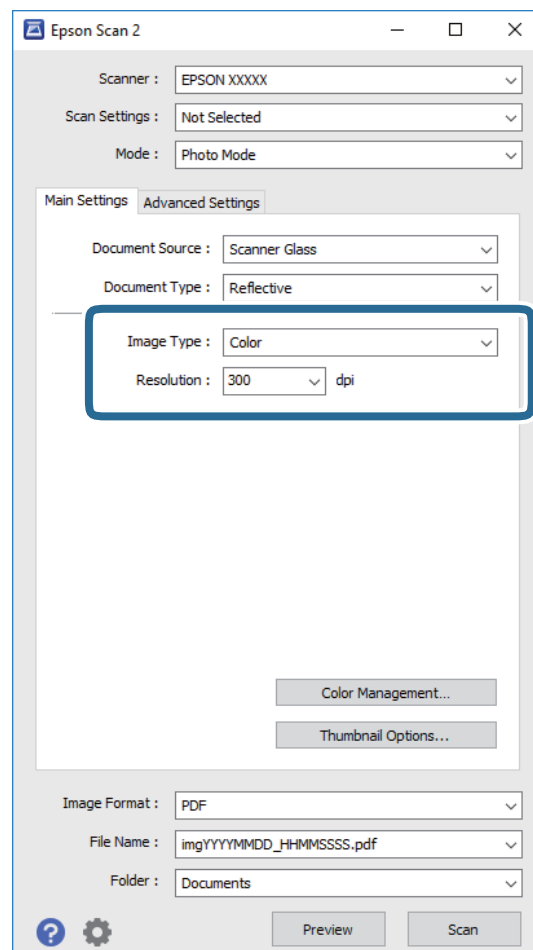 Epson Scan 2
Scanner : EPSON XXXXX
Scan Settings : Not Selected
Mode : Photo Mode
Main Settings Advanced Settings
Document Source : Scanner Glass
Document Type : Reflective
Image Type : Color
Resolution : 300 dpi
Color Management...
Thumbnail Options...
Image Format : PDF
File Name : imgYYYYMMDD_HHMMSSSS.pdf
Folder : Documents
? Preview Scan